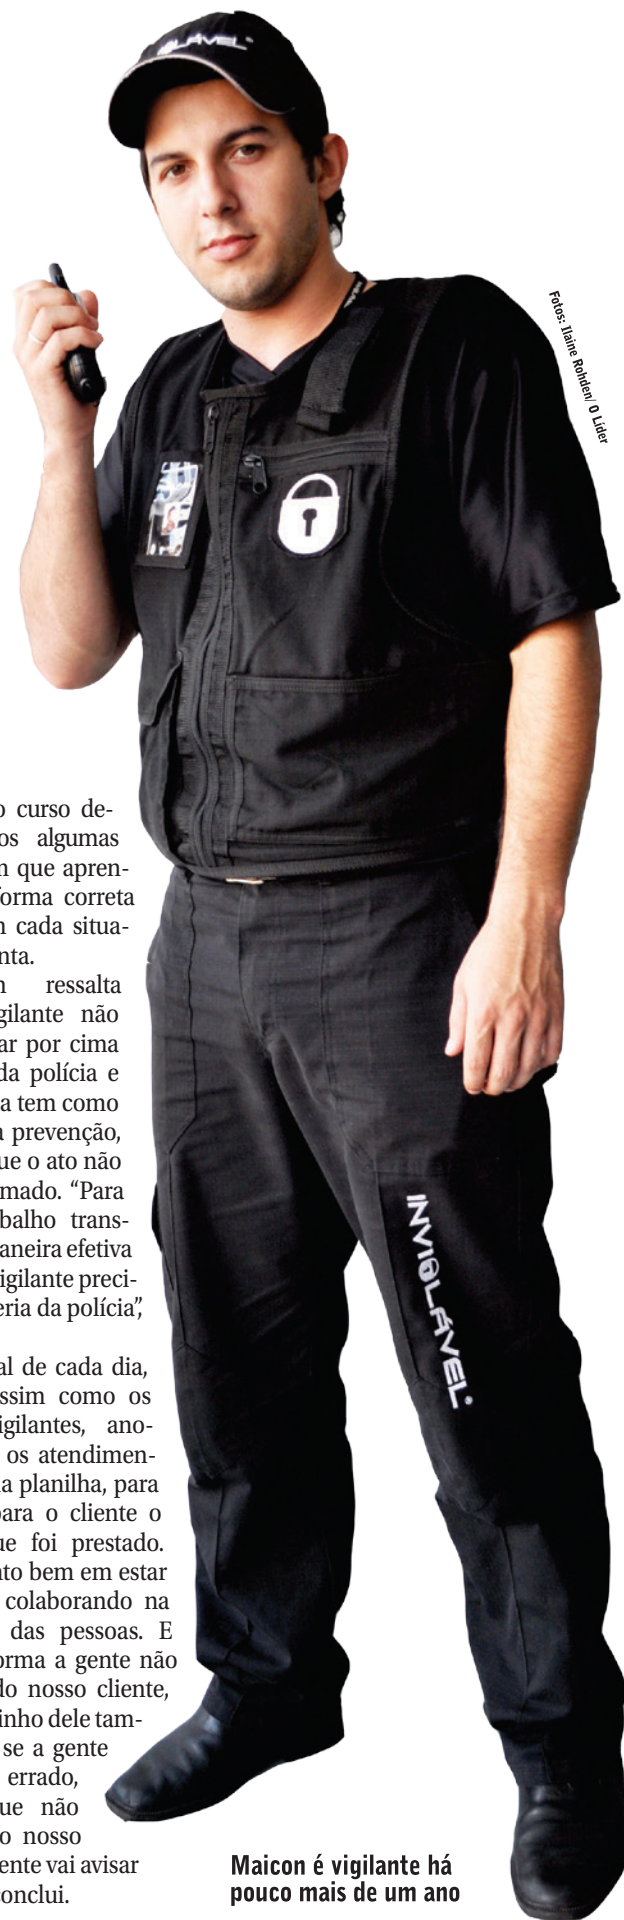 INVIOLÁVEL
Fotos: Ilaine Rohden/ O Líder
o curso de-
os algumas
m que apren-
forma correta
m cada situa-
nta.
m ressalta
gilante não
ar por cima
da polícia e
a tem como
a prevenção,
ue o ato não
mado. “Para
balho trans-
aneira efetiva
vigilante preci-
eria da polícia”,
al de cada dia,
ssim como os
gilantes, ano-
os atendimen-
a planilha, para
para o cliente o
ue foi prestado.
nto bem em estar
colaborando na
das pessoas. E
orma a gente não
do nosso cliente,
inho dele tam-
se a gente
errado,
ue não
o nosso
ente vai avisar
conclui.
Maicon é vigilante há
pouco mais de um ano